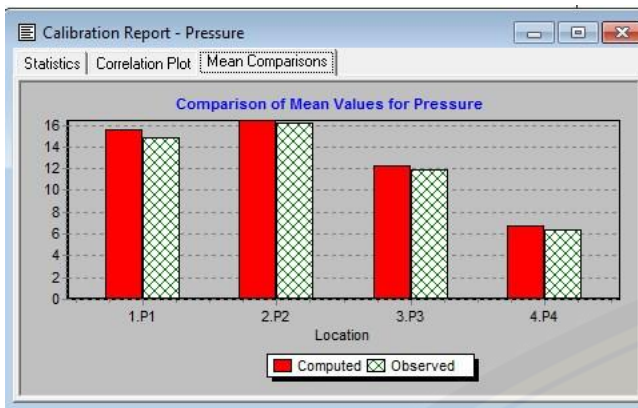 Calibration Report - Pressure
Statistics Correlation Plot Mean Comparisons
Comparison of Mean Values for Pressure
16
14
12
10
8
6
4
2
0
1.P1 2.P2 3.P3 4.P4
Location
Computed Observed